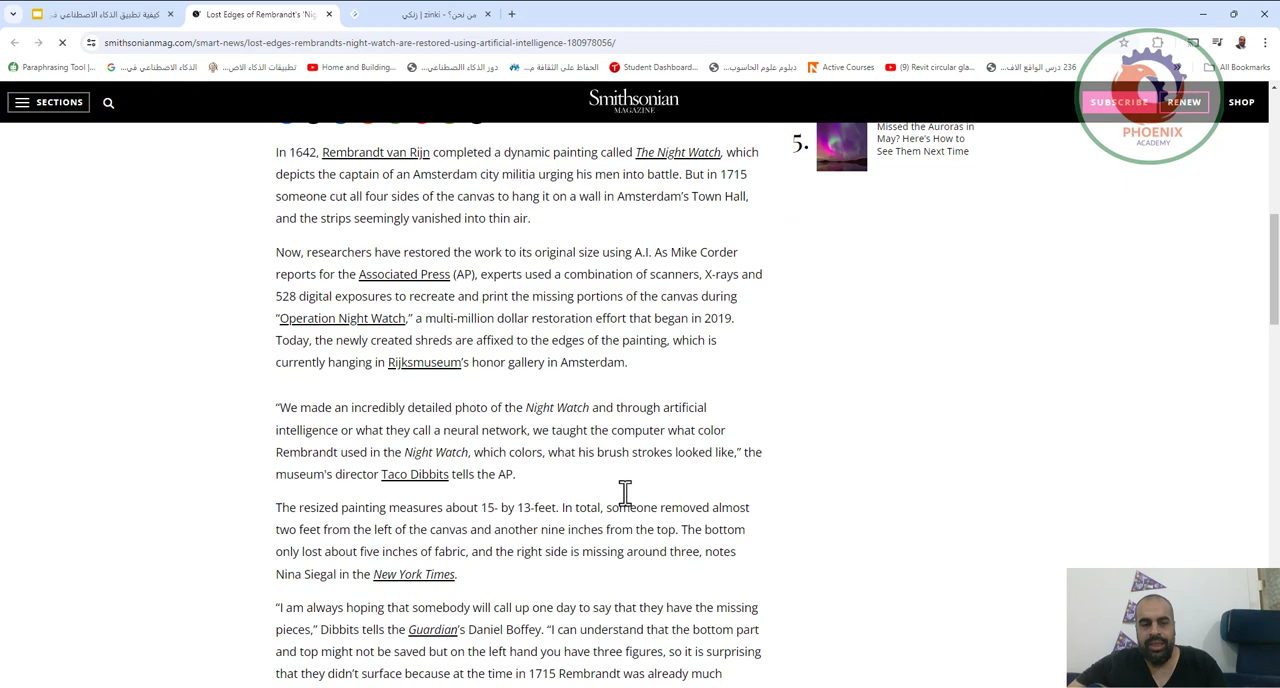 كيفية تطبيق الذكاء الاصطناعي في
Lost Edges of Rembrandt's 'Nig
من نحن؟ - zinki | زنكي
smithsonianmag.com/smart-news/lost-edges-rembrandts-night-watch-are-restored-using-artificial-intelligence-180978056/
Paraphrasing Tool |...
الذكاء الاصطناعي في...
Home and Building...
دور الذكاء الاصطناعي...
الحفاظ على الثقافة م...
Student Dashboard...
تطبيقات الذكاء الاص...
دبلوم علوم الحاسوب...
Active Courses
(9) Revit circular gla...
236 درس الواقع الاف...
All Bookmarks
SECTIONS
Smithsonian
MAGAZINE
SUBSCRIBE
RENEW
SHOP
PHOENIX
ACADEMY
5.
Missed the Auroras in
May? Here's How to
See Them Next Time
In 1642, Rembrandt van Rijn completed a dynamic painting called The Night Watch, which
depicts the captain of an Amsterdam city militia urging his men into battle. But in 1715
someone cut all four sides of the canvas to hang it on a wall in Amsterdam's Town Hall,
and the strips seemingly vanished into thin air.
Now, researchers have restored the work to its original size using A.I. As Mike Corder
reports for the Associated Press (AP), experts used a combination of scanners, X-rays and
528 digital exposures to recreate and print the missing portions of the canvas during
“Operation Night Watch,” a multi-million dollar restoration effort that began in 2019.
Today, the newly created shreds are affixed to the edges of the painting, which is
currently hanging in Rijksmuseum's honor gallery in Amsterdam.
“We made an incredibly detailed photo of the Night Watch and through artificial
intelligence or what they call a neural network, we taught the computer what color
Rembrandt used in the Night Watch, which colors, what his brush strokes looked like,” the
museum's director Taco Dibbits tells the AP.
The resized painting measures about 15- by 13-feet. In total, someone removed almost
two feet from the left of the canvas and another nine inches from the top. The bottom
only lost about five inches of fabric, and the right side is missing around three, notes
Nina Siegal in the New York Times.
“I am always hoping that somebody will call up one day to say that they have the missing
pieces,” Dibbits tells the Guardian's Daniel Boffey. “I can understand that the bottom part
and top might not be saved but on the left hand you have three figures, so it is surprising
that they didn't surface because at the time in 1715 Rembrandt was already much